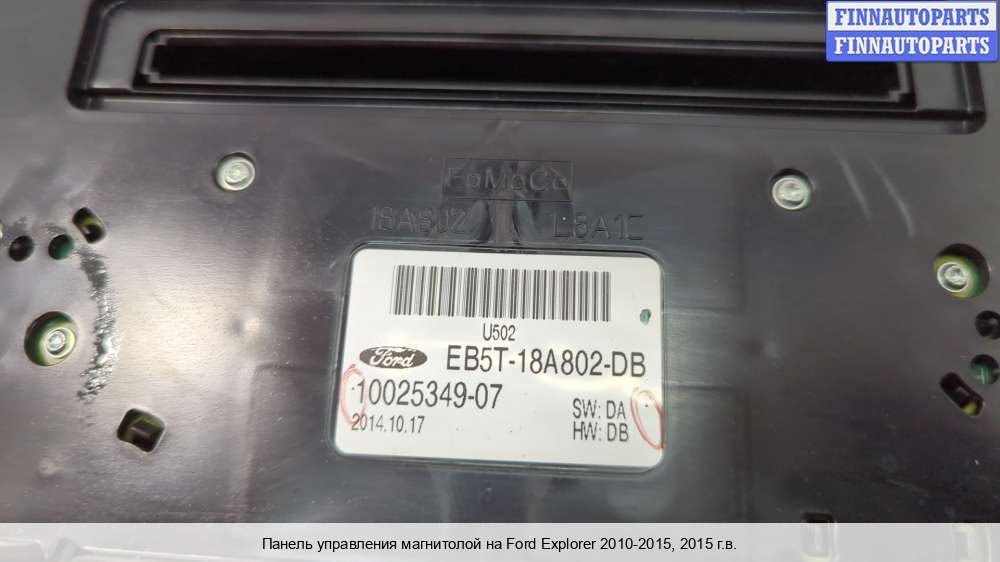 FINNAUTOPARTS
FINNAUTOPARTS
FoMoCo
18A802 L8A1C
U502
Ford EB5T-18A802-DB
10025349-07
SW: DA
2014.10.17
HW: DB
Панель управления магнитолой на Ford Explorer 2010-2015, 2015 г.в.